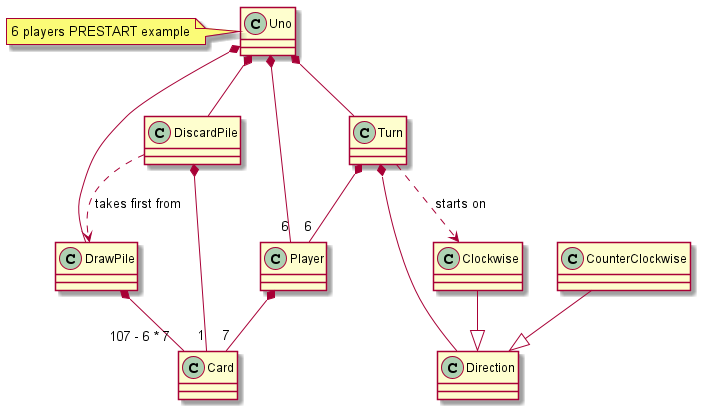 6 players PRESTART example
C Uno
C DiscardPile
C Turn
takes first from
starts on
6
6
C DrawPile
C Player
C Clockwise
C CounterClockwise
107 - 6 * 7
1
7
C Card
C Direction